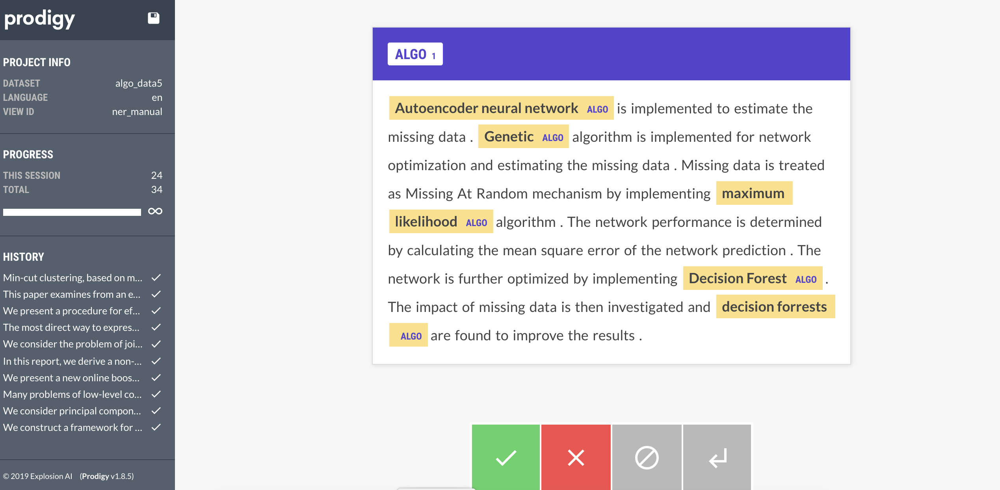 prodigy
PROJECT INFO
DATASET algo_data5
LANGUAGE en
VIEW ID ner_manual
PROGRESS
THIS SESSION 24
TOTAL 34
∞
HISTORY
Min-cut clustering, based on m...
This paper examines from an e...
We present a procedure for ef...
The most direct way to expres...
We consider the problem of joi...
In this report, we derive a non-...
We present a new online boos...
Many problems of low-level co...
We consider principal compon...
We construct a framework for ...
© 2019 Explosion AI (Prodigy v1.8.5)
ALGO 1
Autoencoder neural network ALGO is implemented to estimate the
missing data . Genetic ALGO algorithm is implemented for network
optimization and estimating the missing data . Missing data is treated
as Missing At Random mechanism by implementing maximum
likelihood ALGO algorithm . The network performance is determined
by calculating the mean square error of the network prediction . The
network is further optimized by implementing Decision Forest ALGO .
The impact of missing data is then investigated and decision forrests
ALGO are found to improve the results .